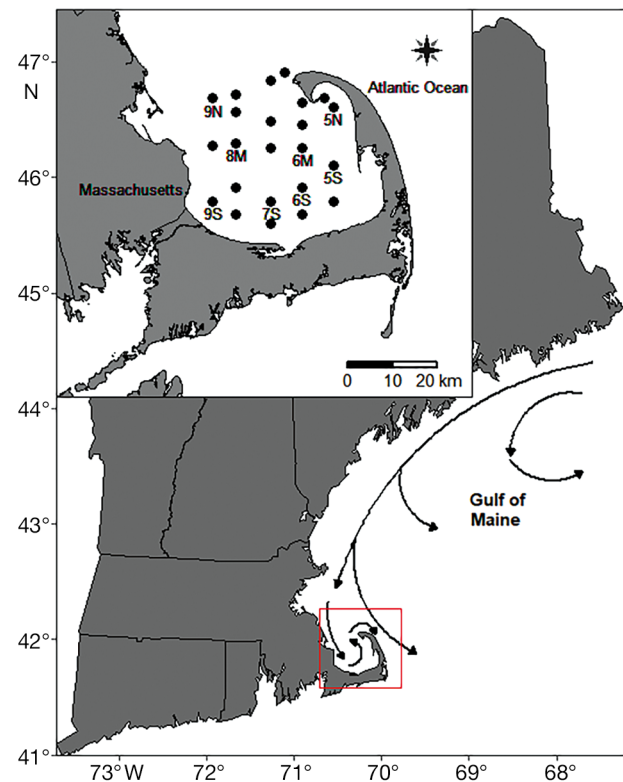 47°
N
46°
45°
44°
43°
42°
41°
73°W
72°
71°
70°
69°
68°
Atlantic Ocean
9N
5N
8M
6M
5S
Massachusetts
6S
9S
7S
0 10 20 km
Gulf of
Maine